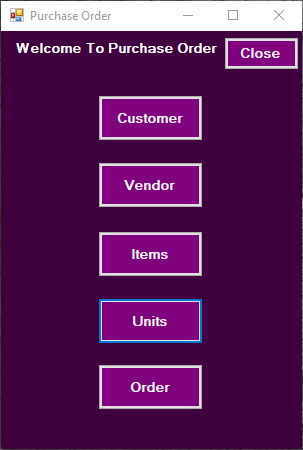 Purchase Order
Welcome To Purchase Order
Close
Customer
Vendor
Items
Units
Order